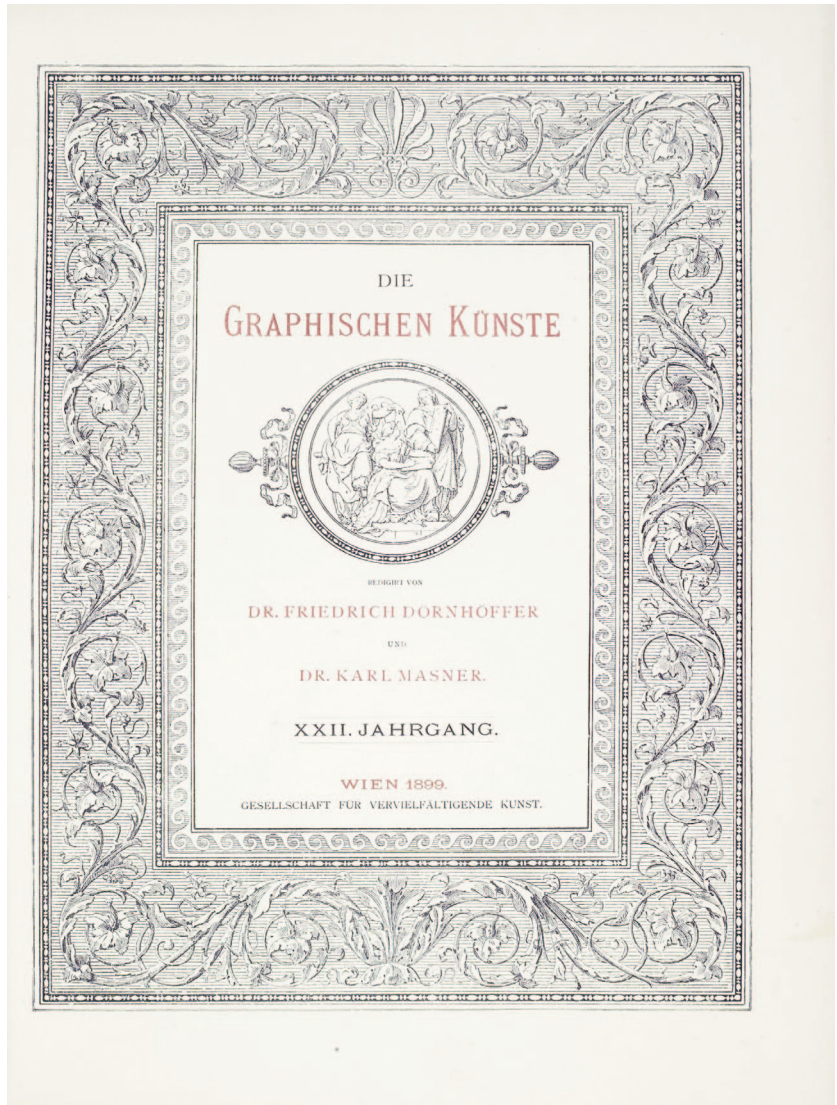 DIE
GRAPHISCHEN KÜNSTE
REDIGIRT VON
DR. FRIEDRICH DÖRNHÖFFER
UND
DR. KARL MASNER.
XXII. JAHRGANG.
WIEN 1899.
GESELLSCHAFT FÜR VERVIELFÄLTIGENDE KUNST.